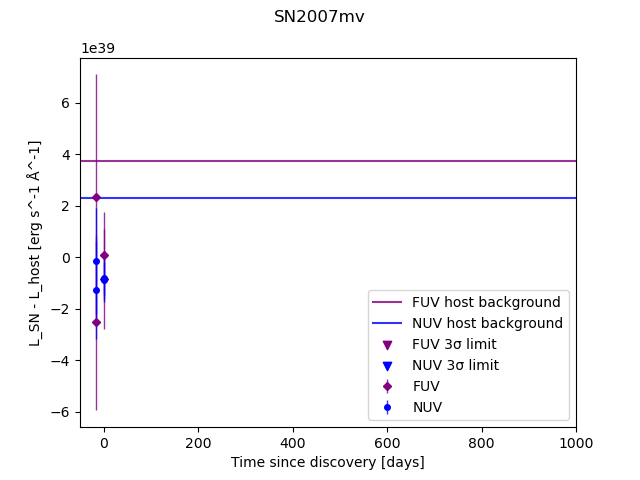 SN2007mv
1e39
L_SN - L_host [erg s^-1 Å^-1]
6
4
2
0
−2
−4
−6
FUV host background
NUV host background
FUV 3σ limit
NUV 3σ limit
FUV
NUV
0 200 400 600 800 1000
Time since discovery [days]